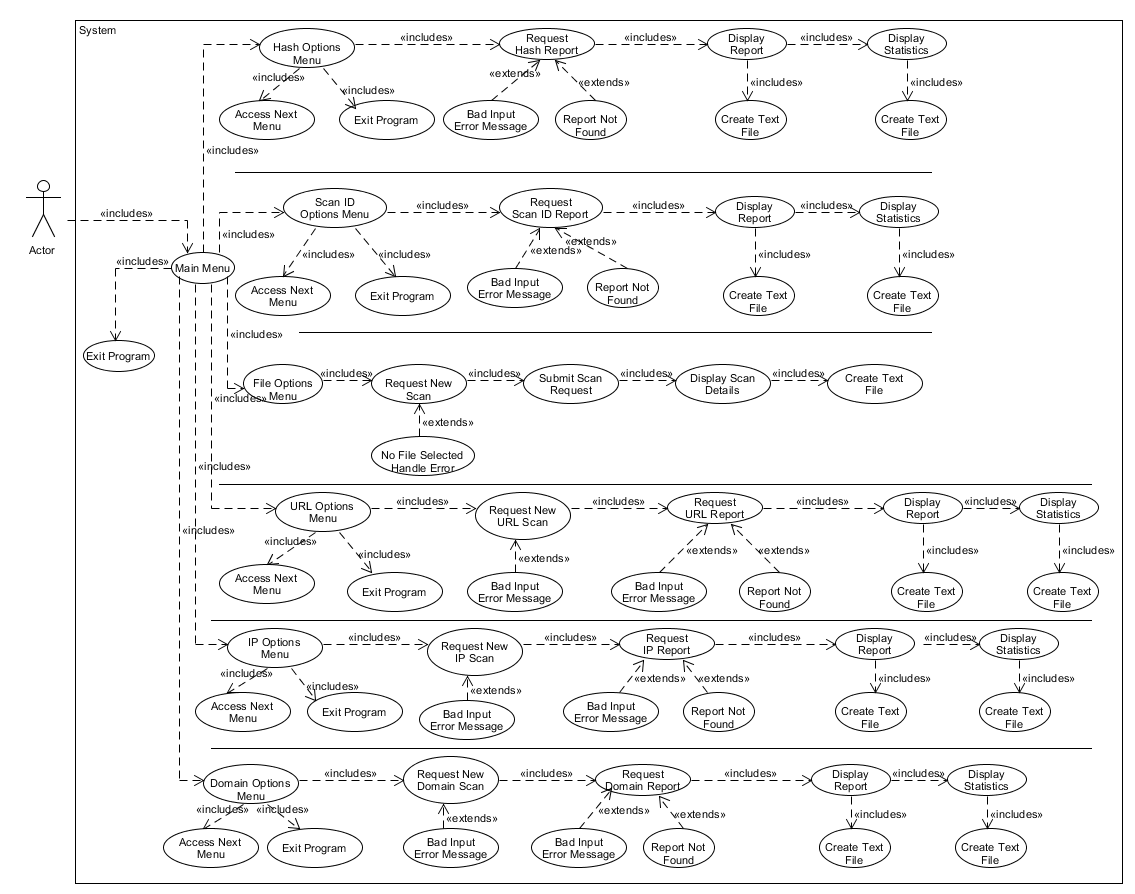 System
Hash Options
Menu
«includes»
Request
Hash Report
«includes»
Display
Report
«includes»
Display
Statistics
«includes»
«includes»
«extends»
«extends»
«includes»
«includes»
Access Next
Menu
Exit Program
Bad Input
Error Message
Report Not
Found
Create Text
File
Create Text
File
«includes»
Scan ID
Options Menu
«includes»
Request
Scan ID Report
«includes»
Display
Report
«includes»
Display
Statistics
Actor
«includes»
«includes»
«includes»
«includes»
«extends»
«extends»
«includes»
«includes»
Main Menu
Access Next
Menu
Exit Program
Bad Input
Error Message
Report Not
Found
Create Text
File
Create Text
File
«includes»
«includes»
Exit Program
File Options
Menu
«includes»
Request New
Scan
«includes»
Submit Scan
Request
«includes»
Display Scan
Details
«includes»
Create Text
File
«includes»
«extends»
No File Selected
Handle Error
«includes»
URL Options
Menu
«includes»
Request New
URL Scan
«includes»
Request
URL Report
«includes»
Display
Report
«includes»
Display
Statistics
«includes»
«includes»
«includes»
«extends»
«extends»
«extends»
«includes»
«includes»
Access Next
Menu
Exit Program
Bad Input
Error Message
Bad Input
Error Message
Report Not
Found
Create Text
File
Create Text
File
IP Options
Menu
«includes»
Request New
IP Scan
«includes»
Request
IP Report
«includes»
Display
Report
«includes»
Display
Statistics
«includes»
«includes»
«extends»
«extends»
«extends»
«includes»
«includes»
Access Next
Menu
Exit Program
Bad Input
Error Message
Bad Input
Error Message
Report Not
Found
Create Text
File
Create Text
File
Domain Options
Menu
«includes»
Request New
Domain Scan
«includes»
Request
Domain Report
«includes»
Display
Report
«includes»
Display
Statistics
«includes»
«includes»
«extends»
«extends»
«extends»
«includes»
«includes»
Access Next
Menu
Exit Program
Bad Input
Error Message
Bad Input
Error Message
Report Not
Found
Create Text
File
Create Text
File